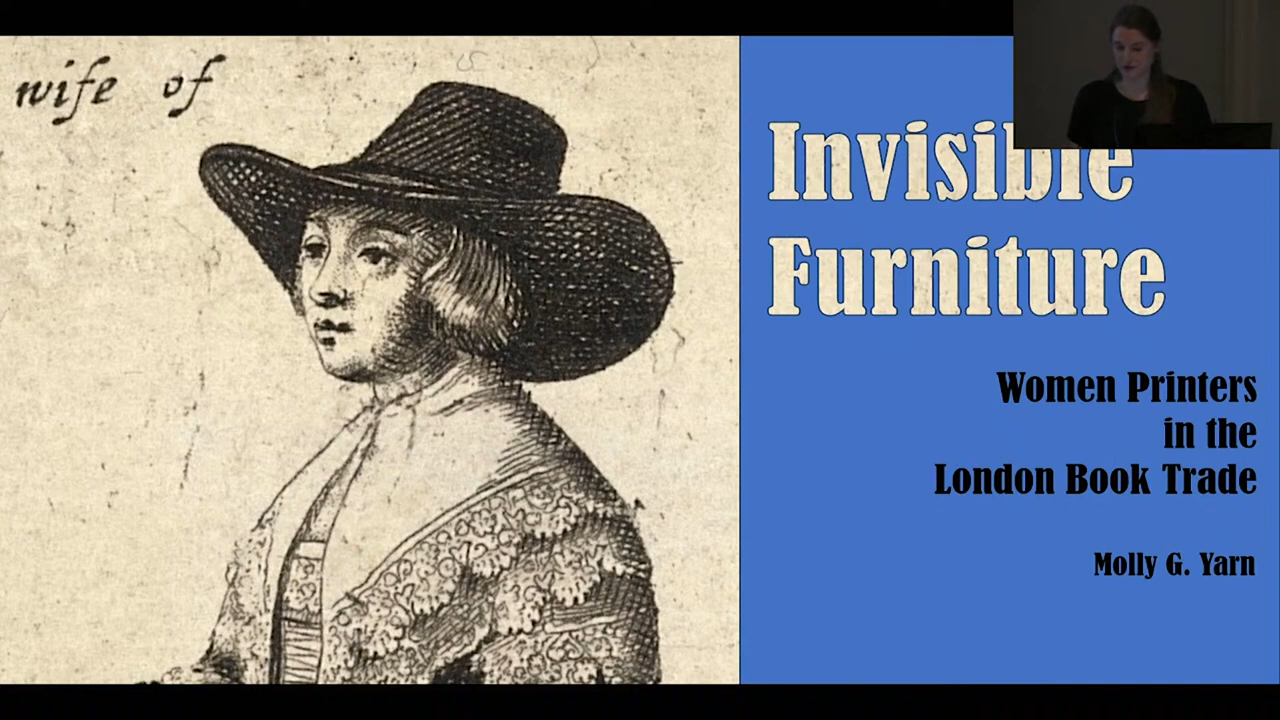 wife of
Invisible
Furniture
Women Printers
in the
London Book Trade
Molly G. Yarn